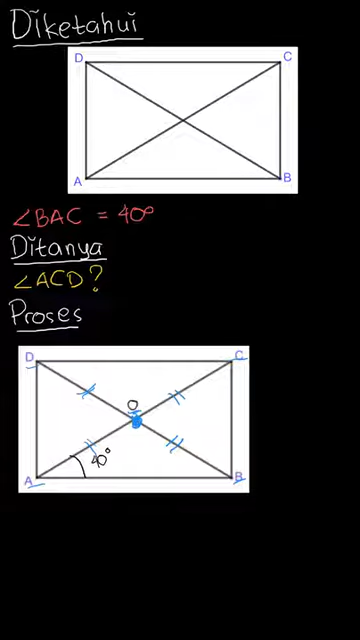 Diketahui
D C
A B
∠BAC = 40°
Ditanya
∠ACD?
Proses
D C
O
40°
A B